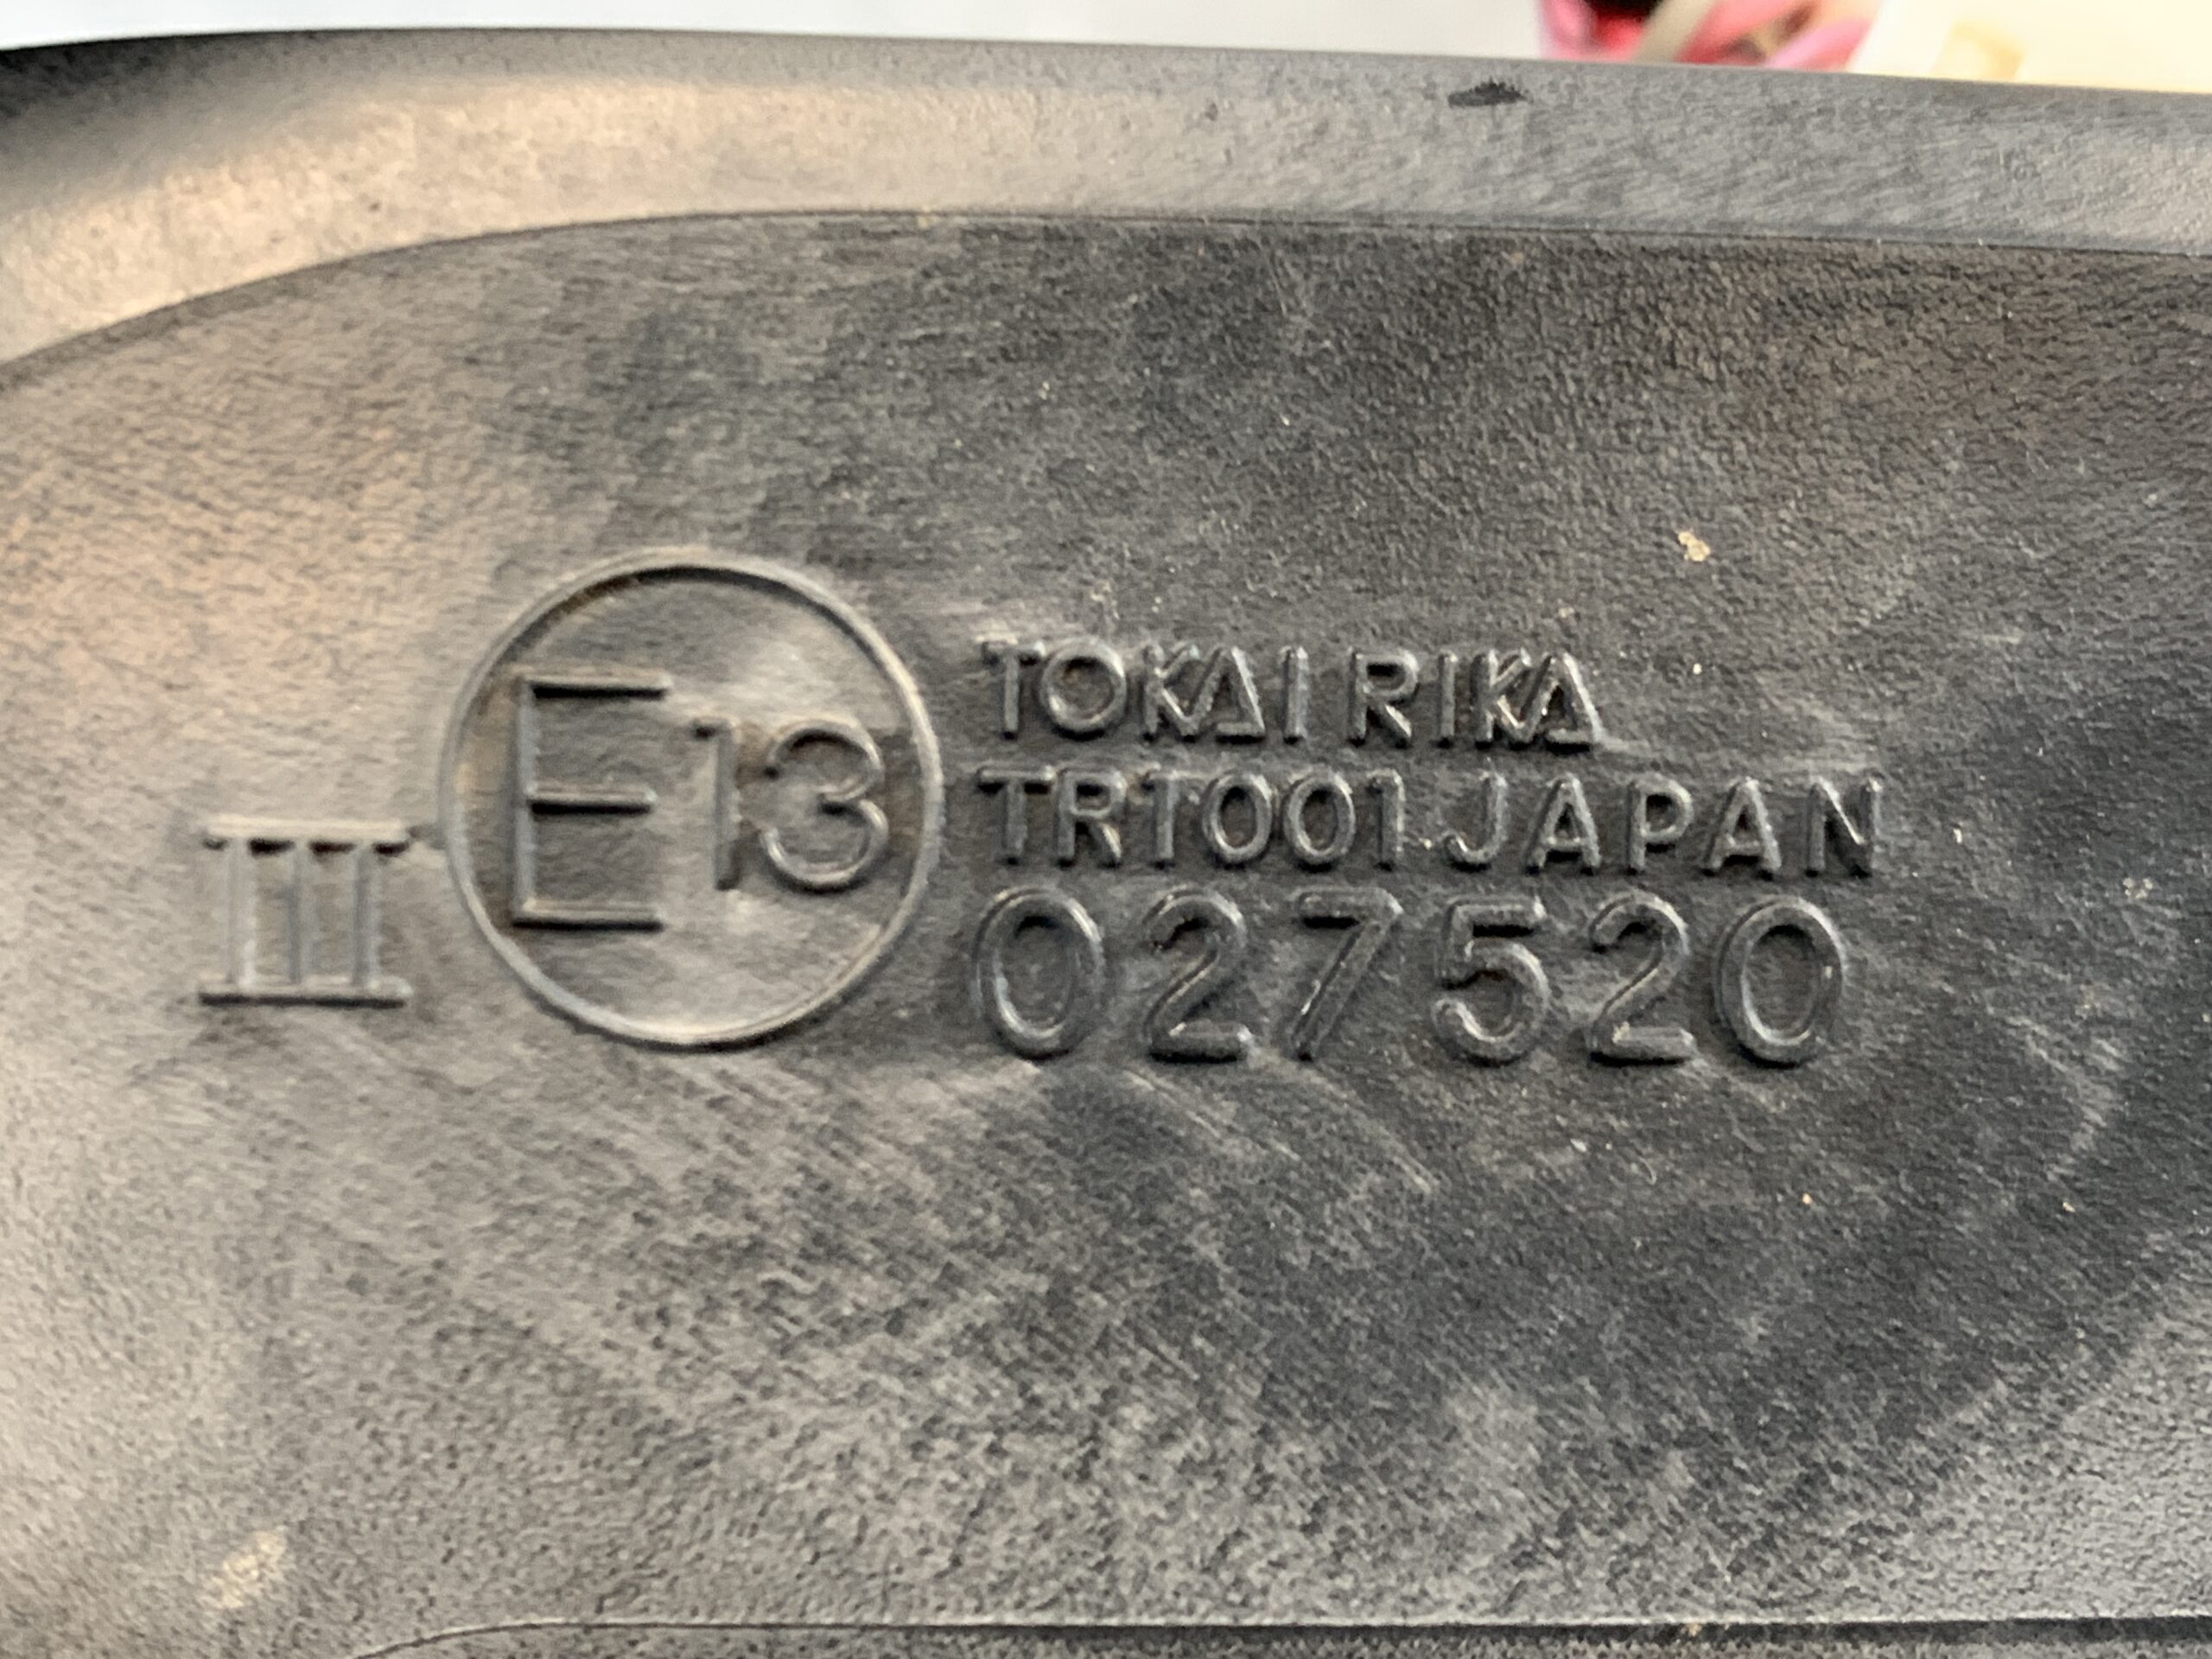 TOKAI RIKA
III E13 TRT001 JAPAN
027520